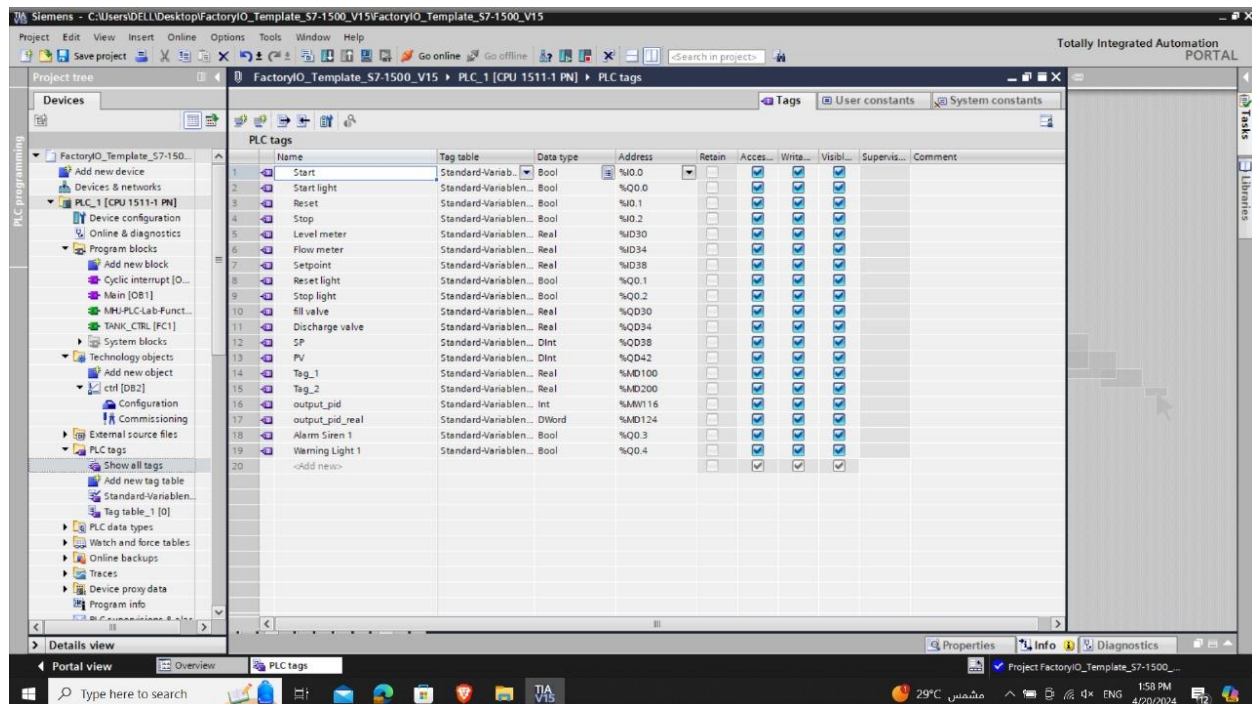 Siemens - C:\Users\DELL\Desktop\FactoryIO_Template_S7-1500_V15\FactoryIO_Template_S7-1500_V15
Project Edit View Insert Online Options Tools Window Help
Totally Integrated Automation
PORTAL
Save project Go online Go offline <Search in project>
Project tree
FactoryIO_Template_S7-1500_V15 ▸ PLC_1 [CPU 1511-1 PN] ▸ PLC tags
Devices
Tags User constants System constants
PLC programming
Tasks
Libraries
FactoryIO_Template_S7-150...
Add new device
Devices & networks
PLC_1 [CPU 1511-1 PN]
Device configuration
Online & diagnostics
Program blocks
Add new block
Cyclic interrupt [O...
Main [OB1]
MHJ-PLC-Lab-Funct...
TANK_CTRL [FC1]
System blocks
Technology objects
Add new object
ctrl [DB2]
Configuration
Commissioning
External source files
PLC tags
Show all tags
Add new tag table
Standard-Variablen...
Tag table_1 [0]
PLC data types
Watch and force tables
Online backups
Traces
Device proxy data
Program info
PLC tags
Name Tag table Data type Address Retain Acces... Writa... Visibl... Supervis... Comment
1 Start Standard-Variab.. Bool %I0.0
2 Start light Standard-Variablen... Bool %Q0.0
3 Reset Standard-Variablen... Bool %I0.1
4 Stop Standard-Variablen... Bool %I0.2
5 Level meter Standard-Variablen... Real %ID30
6 Flow meter Standard-Variablen... Real %ID34
7 Setpoint Standard-Variablen... Real %ID38
8 Reset light Standard-Variablen... Bool %Q0.1
9 Stop light Standard-Variablen... Bool %Q0.2
10 fill valve Standard-Variablen... Real %QD30
11 Discharge valve Standard-Variablen... Real %QD34
12 SP Standard-Variablen... DInt %QD38
13 PV Standard-Variablen... DInt %QD42
14 Tag_1 Standard-Variablen... Real %MD100
15 Tag_2 Standard-Variablen... Real %MD200
16 output_pid Standard-Variablen... Int %MW116
17 output_pid_real Standard-Variablen... DWord %MD124
18 Alarm Siren 1 Standard-Variablen... Bool %Q0.3
19 Warning Light 1 Standard-Variablen... Bool %Q0.4
20 <Add new>
Details view
Properties Info Diagnostics
Portal view Overview PLC tags Project FactoryIO_Template_S7-1500_...
Type here to search
TIA V15
29°C مشمس ENG 1:58 PM
4/20/2024
12